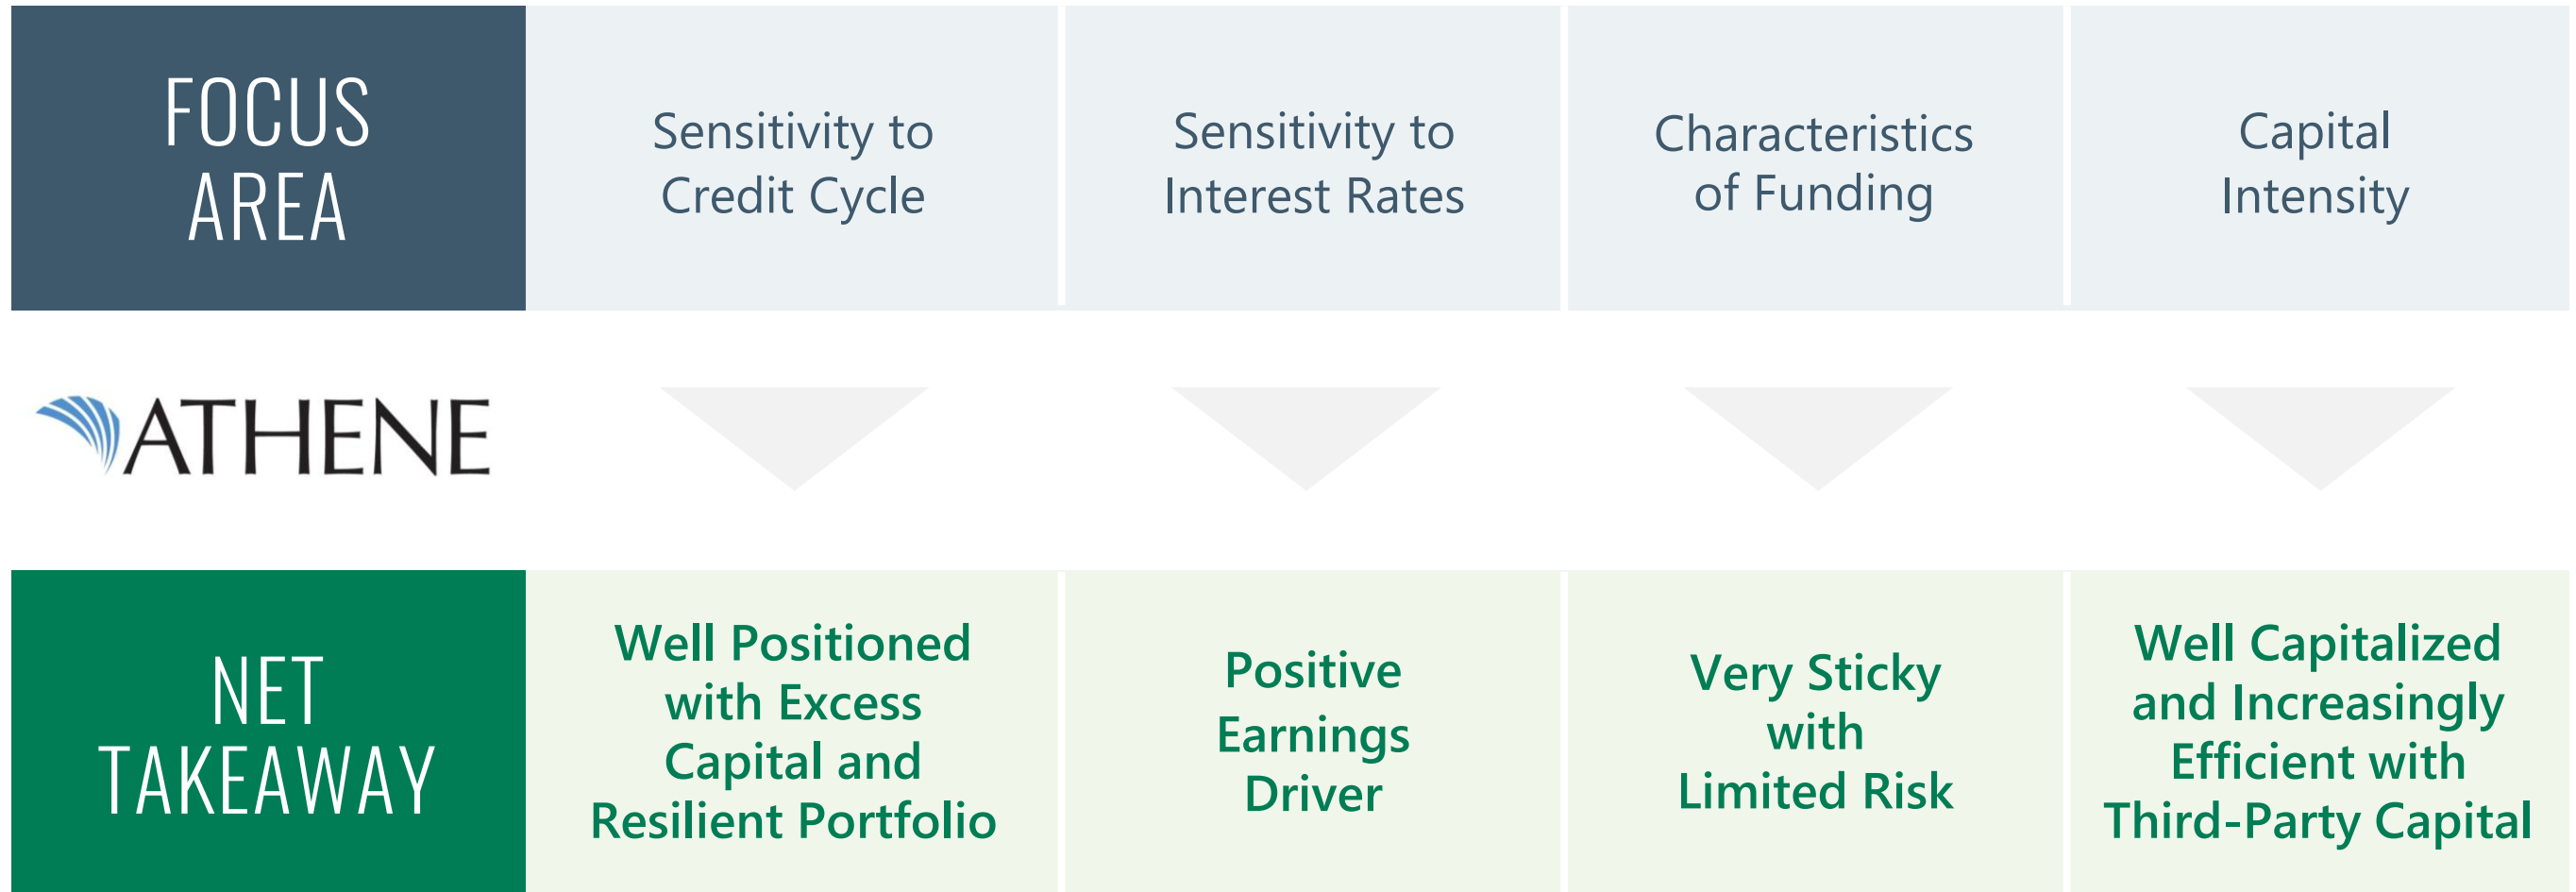 FOCUS
AREA
Sensitivity to
Credit Cycle
Sensitivity to
Interest Rates
Characteristics
of Funding
Capital
Intensity
ATHENE
NET
TAKEAWAY
Well Positioned
with Excess
Capital and
Resilient Portfolio
Positive
Earnings
Driver
Very Sticky
with
Limited Risk
Well Capitalized
and Increasingly
Efficient with
Third-Party Capital